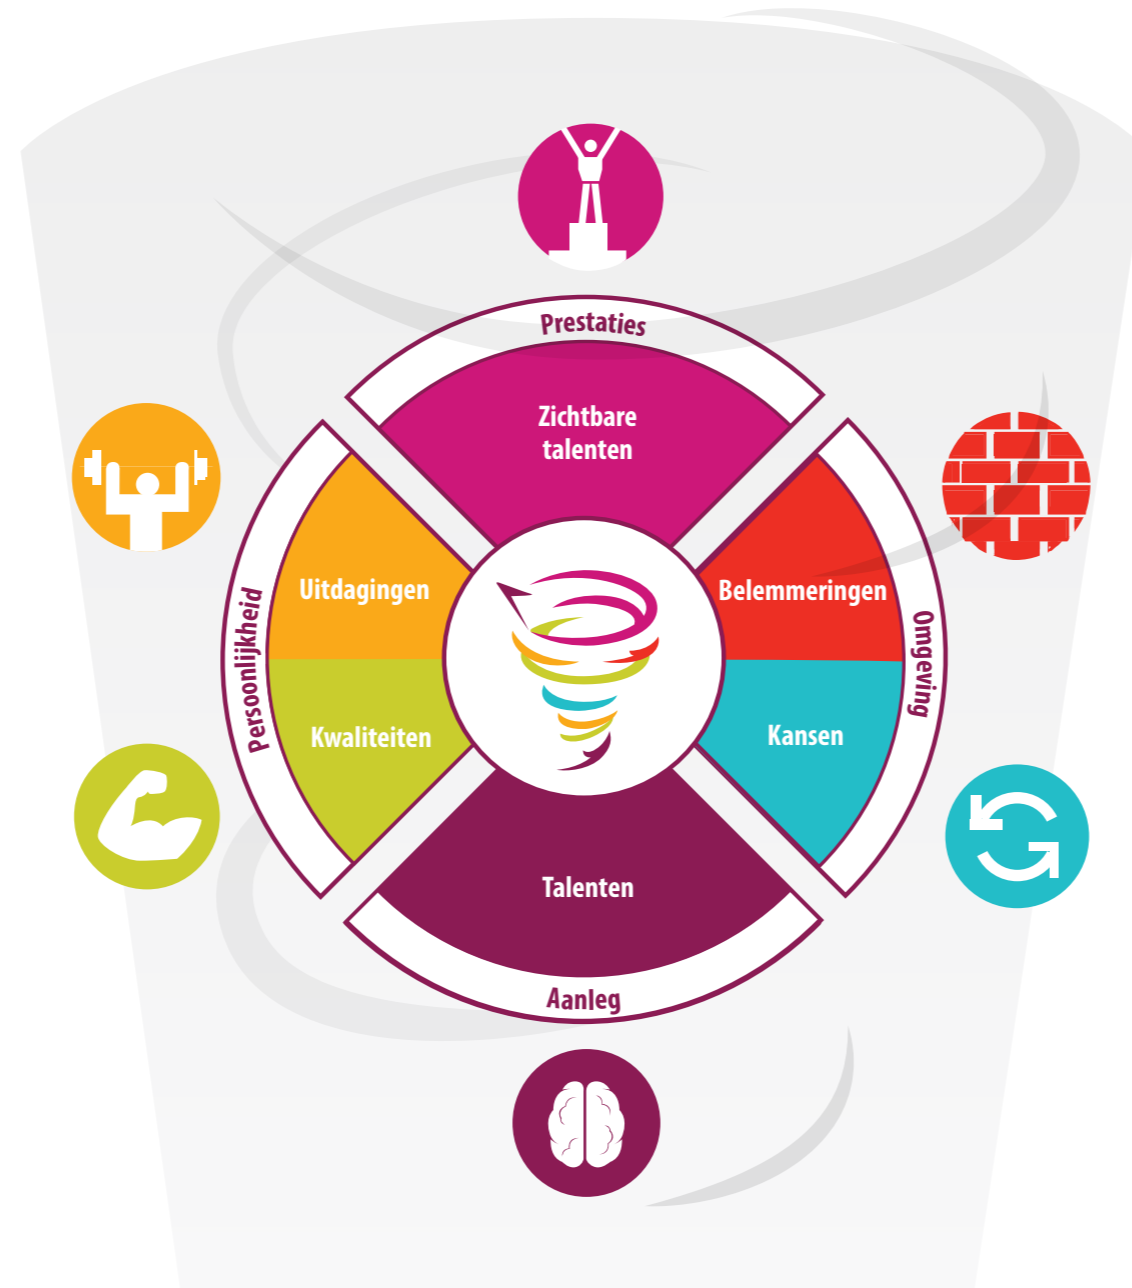 Prestaties
Zichtbare
talenten
Persoonlijkheid
Uitdagingen
Kwaliteiten
Belemmeringen
Kansen
Omgeving
Talenten
Aanleg